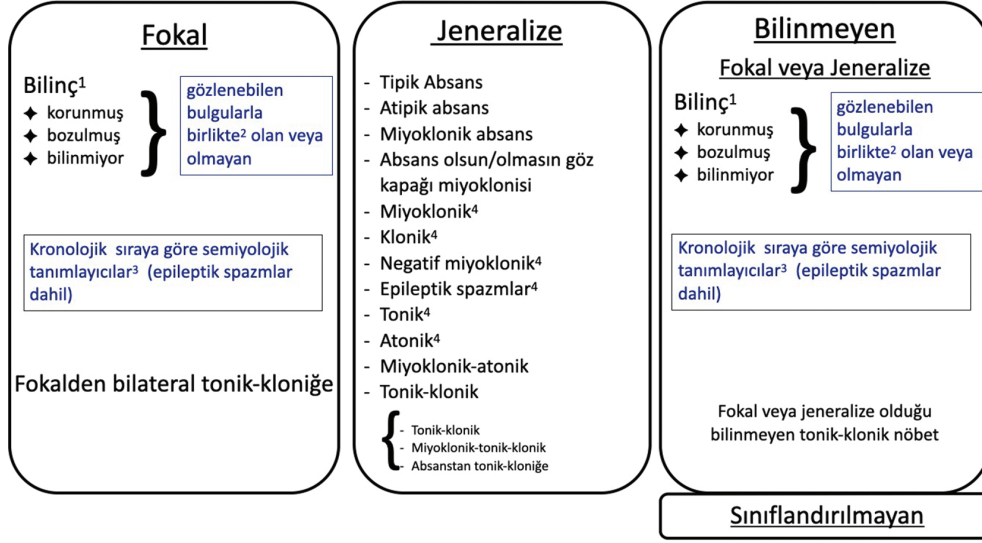 Fokal
Bilinç¹
✦ korunmuş
✦ bozulmuş
✦ bilinmiyor
gözlenebilen
bulgularla
birlikte² olan veya
olmayan
Kronolojik sıraya göre semiyolojik
tanımlayıcılar³ (epileptik spazmlar
dahil)
Fokalden bilateral tonik-kloniğe
Jeneralize
- Tipik Absans
- Atipik absans
- Miyoklonik absans
- Absans olsun/olmasın göz
kapağı miyoklonisi
- Miyoklonik⁴
- Klonik⁴
- Negatif miyoklonik⁴
- Epileptik spazmlar⁴
- Tonik⁴
- Atonik⁴
- Miyoklonik-atonik
- Tonik-klonik
- Tonik-klonik
- Miyoklonik-tonik-klonik
- Absanstan tonik-kloniğe
Bilinmeyen
Fokal veya Jeneralize
Bilinç¹
✦ korunmuş
✦ bozulmuş
✦ bilinmiyor
gözlenebilen
bulgularla
birlikte² olan veya
olmayan
Kronolojik sıraya göre semiyolojik
tanımlayıcılar³ (epileptik spazmlar
dahil)
Fokal veya jeneralize olduğu
bilinmeyen tonik-klonik nöbet
Sınıflandırılmayan